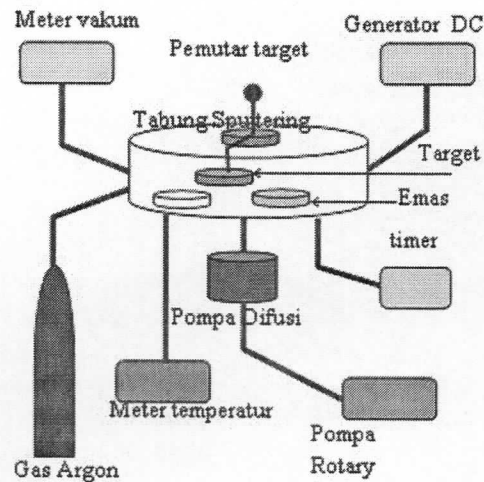 Meter vakum
Generator DC
Pemutar target
Tabung Sputtering
Target
Emas
timer
Pompa Difusi
Meter temperatur
Pompa
Rotary
Gas Argon